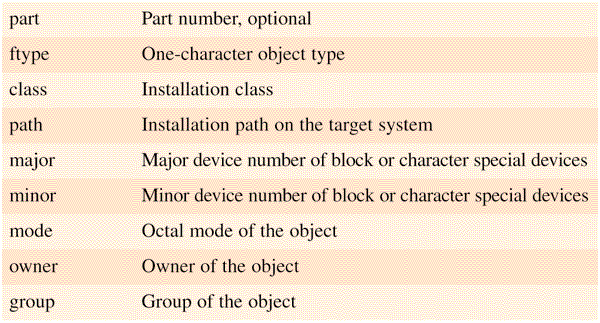 part Part number, optional
ftype One-character object type
class Installation class
path Installation path on the target system
major Major device number of block or character special devices
minor Minor device number of block or character special devices
mode Octal mode of the object
owner Owner of the object
group Group of the object